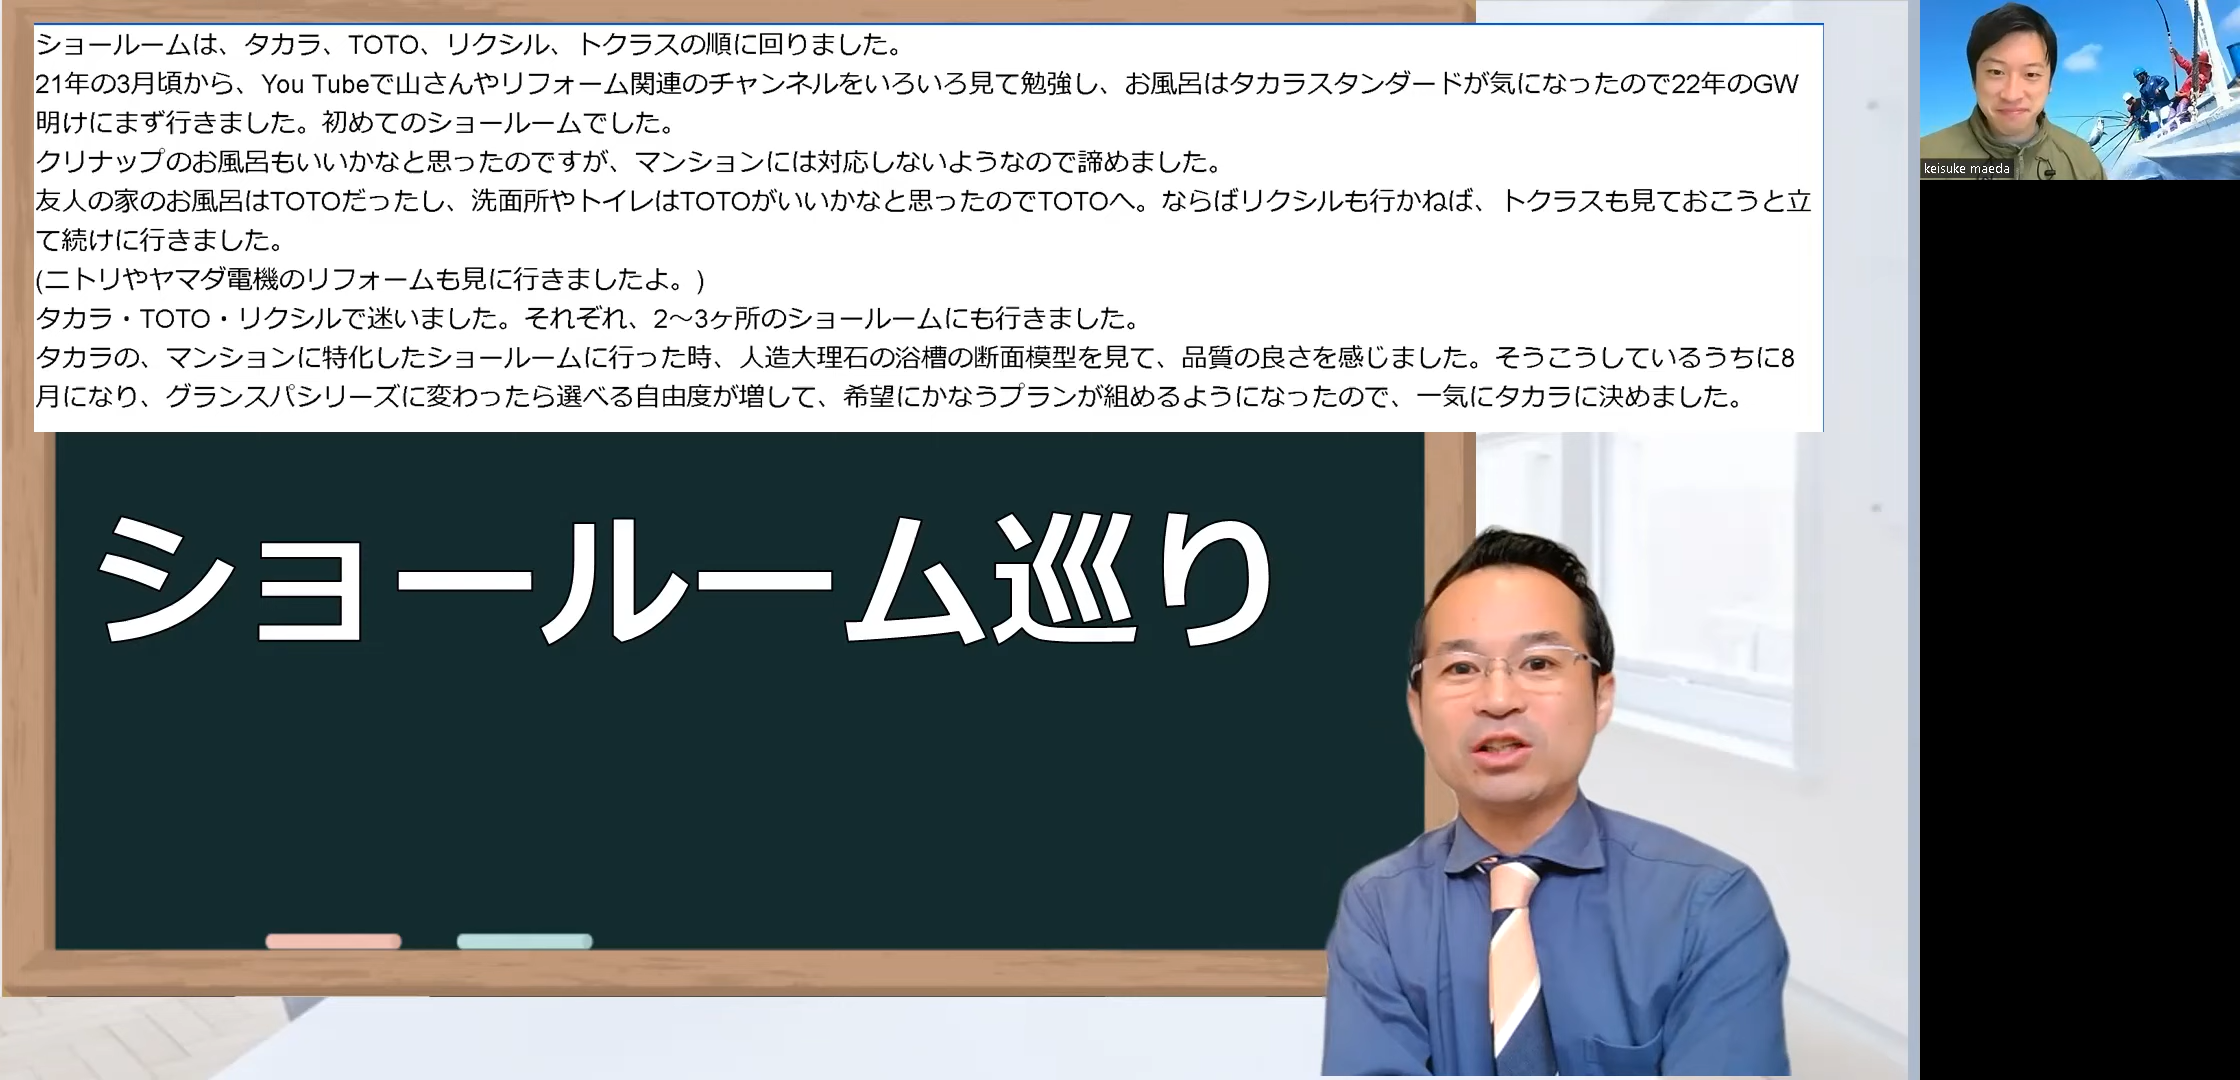 ショールームは、タカラ、TOTO、リクシル、トクラスの順に回りました。
21年の3月頃から、You Tubeで山さんやリフォーム関連のチャンネルをいろいろ見て勉強し、お風呂はタカラスタンダードが気になったので22年のGW
明けにまず行きました。初めてのショールームでした。
クリナップのお風呂もいいかなと思ったのですが、マンションには対応しないようなので諦めました。
友人の家のお風呂はTOTOだったし、洗面所やトイレはTOTOがいいかなと思ったのでTOTOへ。ならばリクシルも行かねば、トクラスも見ておこうと立
て続けに行きました。
(ニトリやヤマダ電機のリフォームも見に行きましたよ。)
タカラ・TOTO・リクシルで迷いました。それぞれ、2～3ヶ所のショールームにも行きました。
タカラの、マンションに特化したショールームに行った時、人造大理石の浴槽の断面模型を見て、品質の良さを感じました。そうこうしているうちに8
月になり、グランスパシリーズに変わったら選べる自由度が増して、希望にかなうプランが組めるようになったので、一気にタカラに決めました。
ショールーム巡り
keisuke maeda